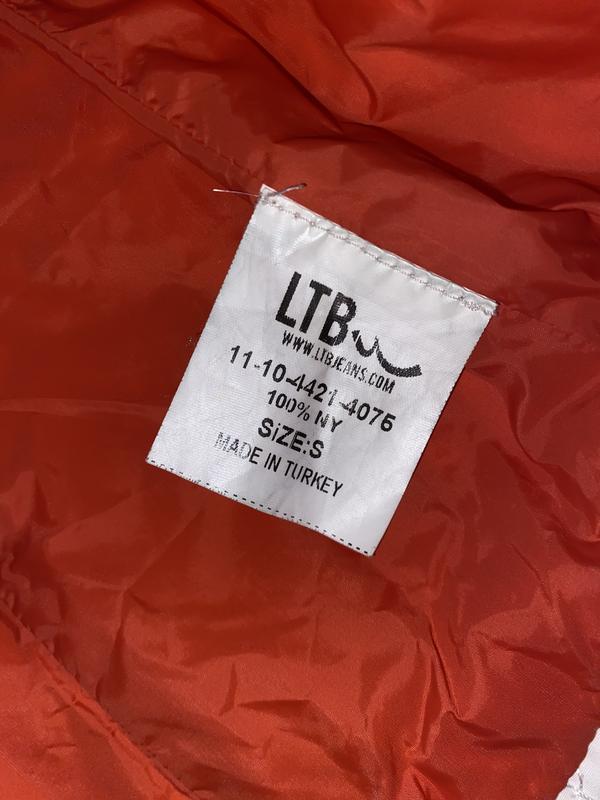 LTB
WWW.LTBJEANS.COM
11-10-4421-4076
100% NY
SiZE:S
MADE IN TURKEY